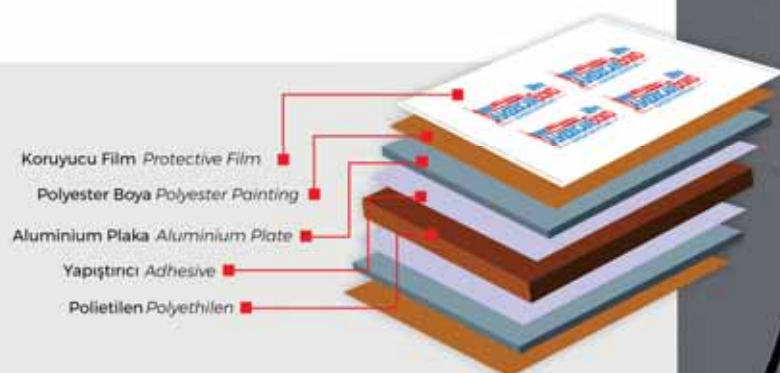 Koruyucu Film Protective Film
Polyester Boya Polyester Painting
Aluminium Plaka Aluminium Plate
Yapıştırıcı Adhesive
Polietilen Polyethilen